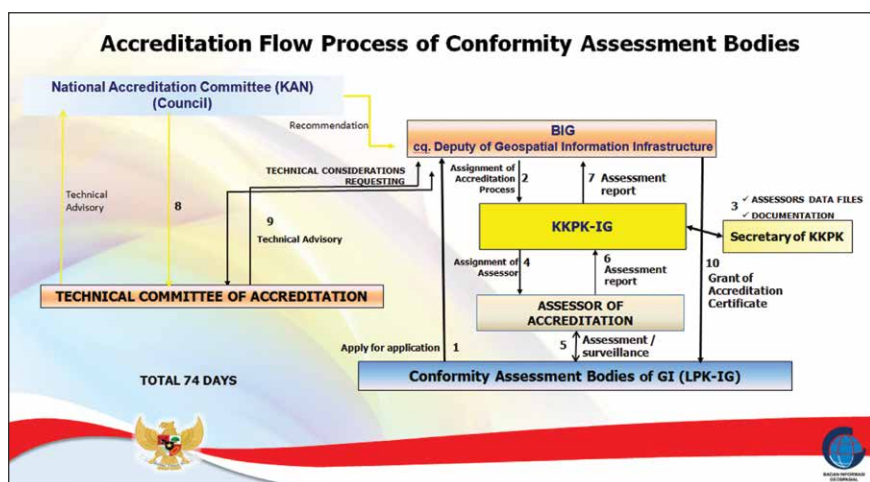 Accreditation Flow Process of Conformity Assessment Bodies
National Accreditation Committee (KAN)
(Council)
Recommendation
BIG
cq. Deputy of Geospatial Information Infrastructure
TECHNICAL CONSIDERATIONS
REQUESTING
Assignment of
Accreditation
Process
2
7
Assessment
report
Technical
Advisory
8
9
Technical Advisory
KKPK-IG
3
✓ ASSESSORS DATA FILES
✓ DOCUMENTATION
Secretary of KKPK
Assignment of
Assessor
4
6
Assessment
report
10
Grant of
Accreditation
Certificate
TECHNICAL COMMITTEE OF ACCREDITATION
ASSESSOR OF
ACCREDITATION
Apply for application
1
5
Assessment /
surveillance
Conformity Assessment Bodies of GI (LPK-IG)
TOTAL 74 DAYS
BADAN INFORMASI
GEOSPASIAL